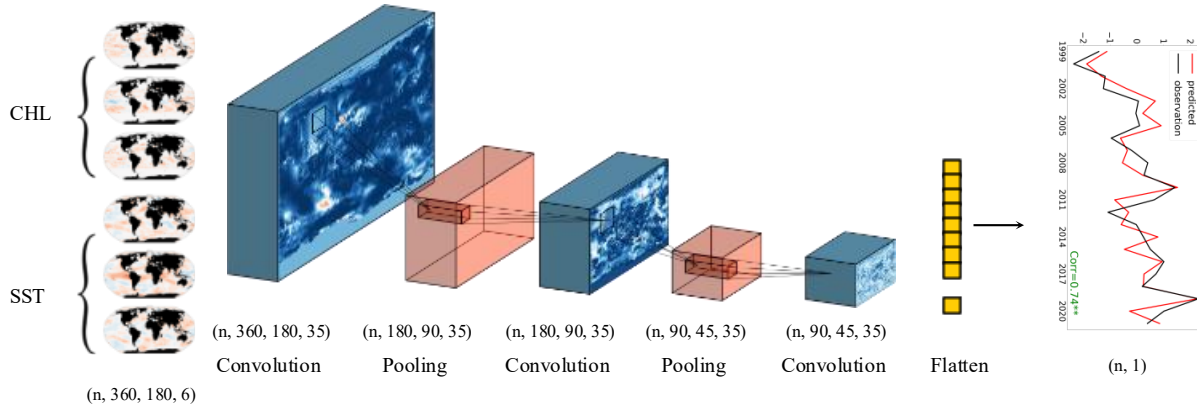 CHL
SST
(n, 360, 180, 6)
(n, 360, 180, 35)
Convolution
(n, 180, 90, 35)
Pooling
(n, 180, 90, 35)
Convolution
(n, 90, 45, 35)
Pooling
(n, 90, 45, 35)
Convolution
Flatten
−2 −1 0 1 2
1999
2002
2005
2008
2011
2014
2017
2020
predicted
observation
Corr=0.74**
(n, 1)